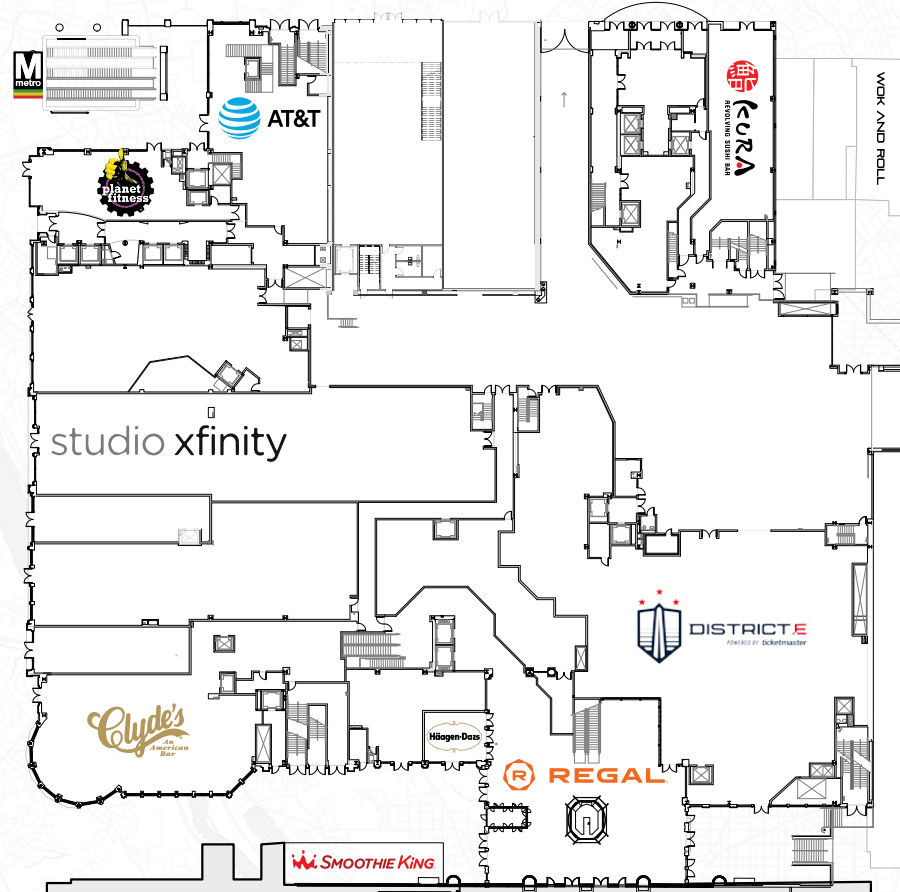 M
metro
AT&T
KURA
REVOLVING SUSHI BAR
WOK AND ROLL
planet
fitness
studio xfinity
DISTRICT.E
POWERED BY ticketmaster
Clyde's
An
American
Bar
Häagen-Dazs
R REGAL
SMOOTHIE KING